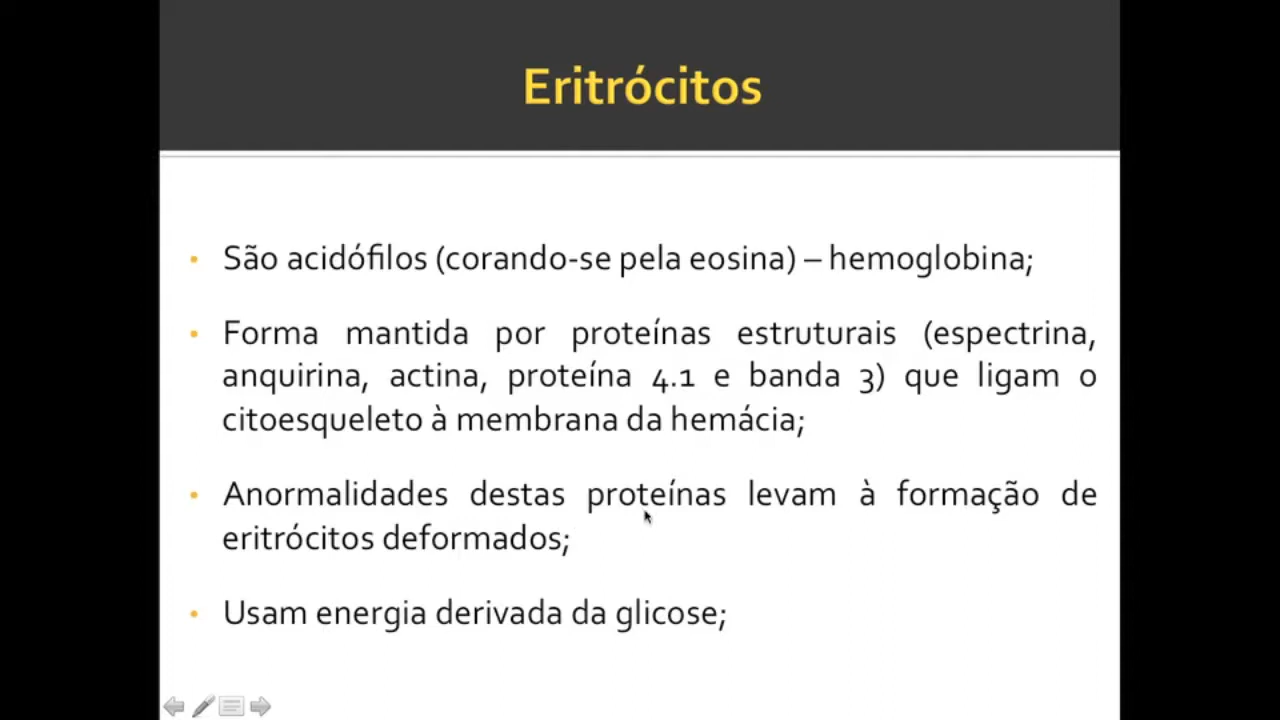 Eritrócitos
• São acidófilos (corando-se pela eosina) – hemoglobina;
• Forma mantida por proteínas estruturais (espectrina,
anquirina, actina, proteína 4.1 e banda 3) que ligam o
citoesqueleto à membrana da hemácia;
• Anormalidades destas proteínas levam à formação de
eritrócitos deformados;
• Usam energia derivada da glicose;